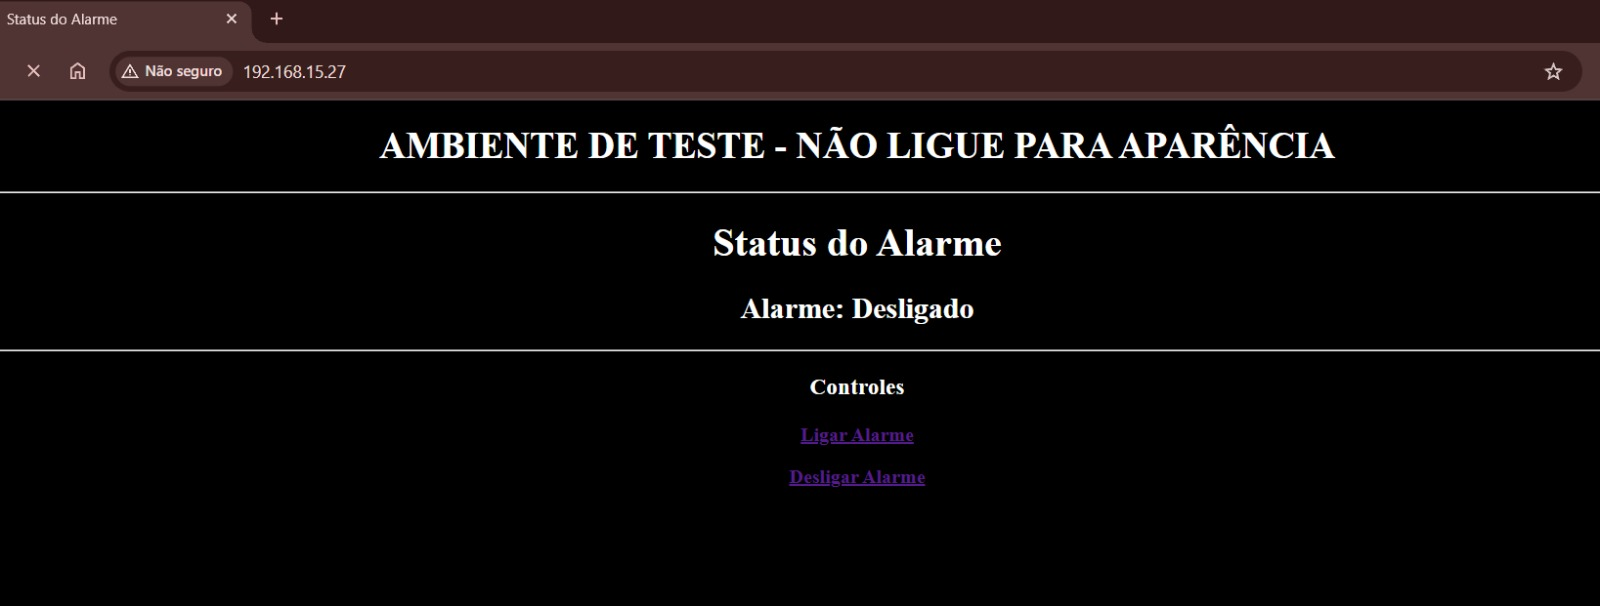 Status do Alarme
Não seguro 192.168.15.27
AMBIENTE DE TESTE - NÃO LIGUE PARA APARÊNCIA
Status do Alarme
Alarme: Desligado
Controles
Ligar Alarme
Desligar Alarme